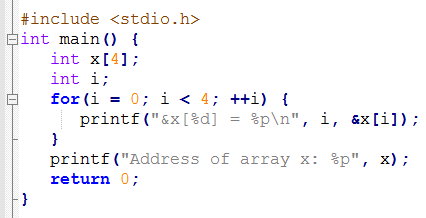 #include <stdio.h>
int main() {
int x[4];
int i;
for(i = 0; i < 4; ++i) {
printf("&x[%d] = %p\n", i, &x[i]);
}
printf("Address of array x: %p", x);
return 0;
}